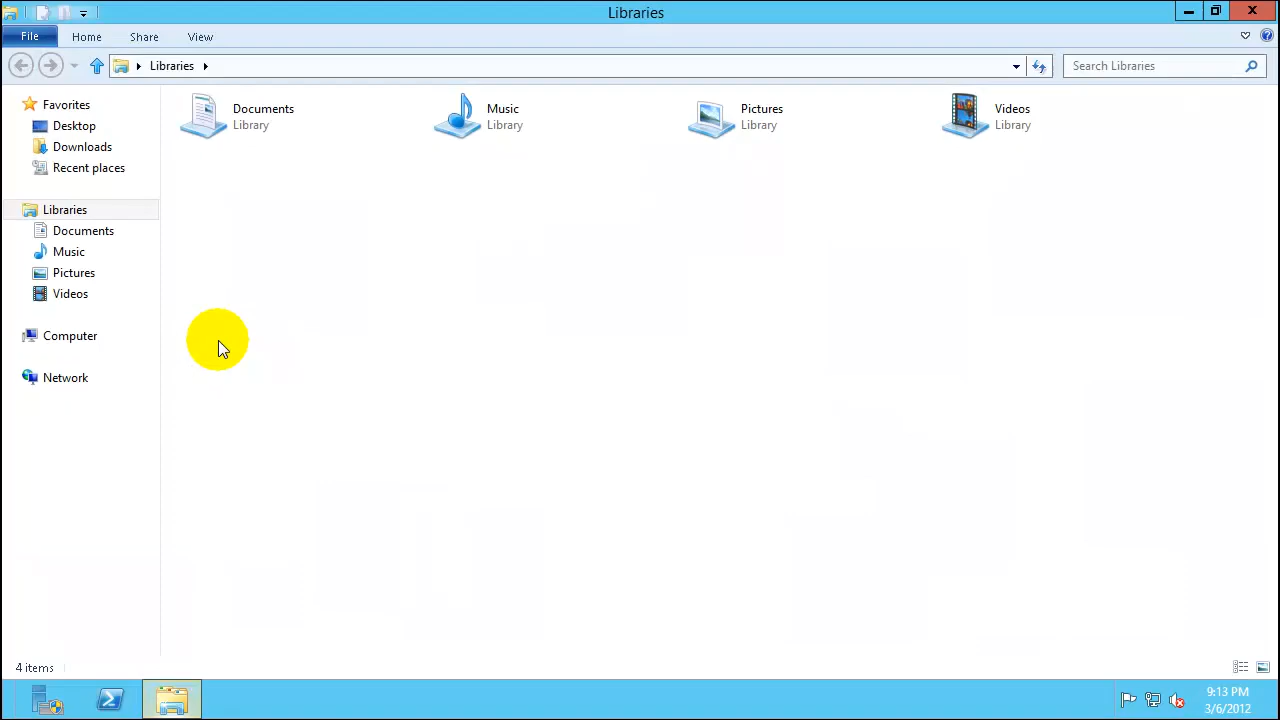 Libraries
File Home Share View
Libraries
Search Libraries
Favorites
Desktop
Downloads
Recent places
Libraries
Documents
Music
Pictures
Videos
Computer
Network
Documents
Library
Music
Library
Pictures
Library
Videos
Library
4 items
9:13 PM
3/6/2012